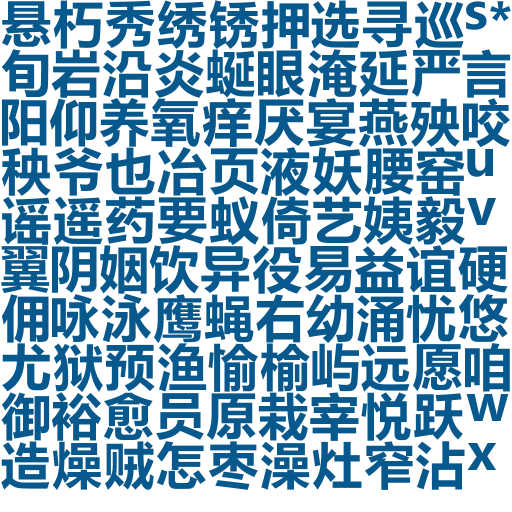 悬朽秀绣锈押选寻巡s*
旬岩沿炎蜒眼淹延严言
阳仰养氧痒厌宴燕殃咬
秧爷也冶页液妖腰窑u
谣遥药要蚁倚艺姨毅v
翼阴姻饮异役易益谊硬
佣咏泳鹰蝇右幼涌忧悠
尤狱预渔愉榆屿远愿咱
御裕愈员原栽宰悦跃w
造燥贼怎枣澡灶窄沾x